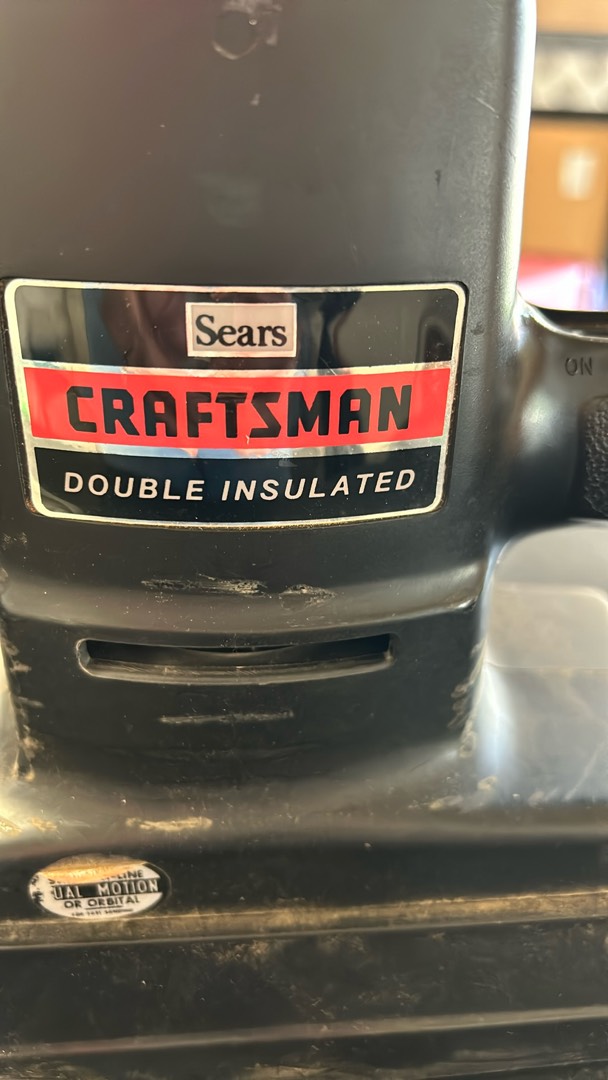 Sears
CRAFTSMAN
DOUBLE INSULATED
ON
UAL MOTION
OR ORBITAL